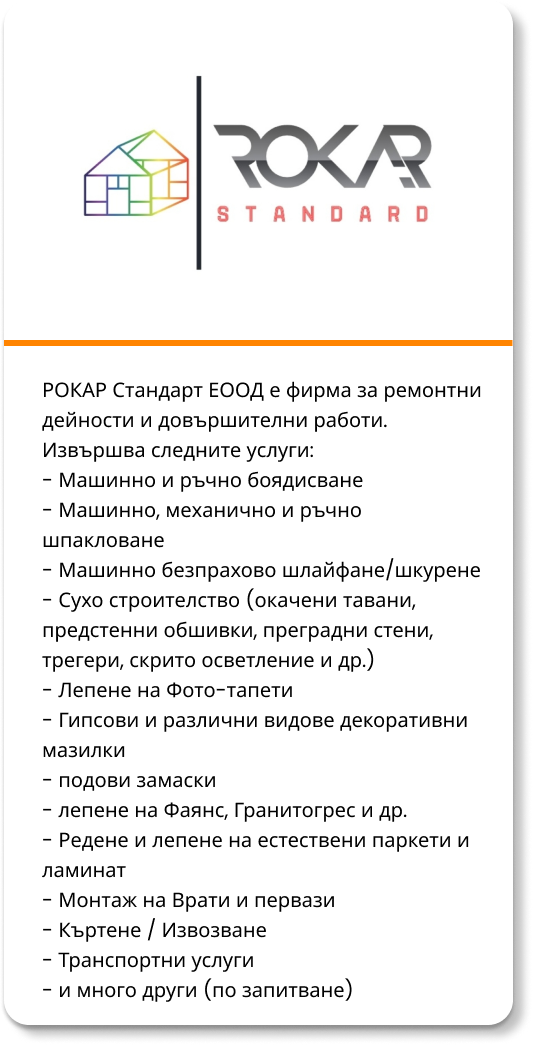 ROKAR
STANDARD
РОКАР Стандарт ЕООД е фирма за ремонтни
дейности и довършителни работи.
Извършва следните услуги:
- Машинно и ръчно боядисване
- Машинно, механично и ръчно
шпакловане
- Машинно безпрахово шлайфане/шкурене
- Сухо строителство (окачени тавани,
предстенни обшивки, преградни стени,
трегери, скрито осветление и др.)
- Лепене на Фото-тапети
- Гипсови и различни видове декоративни
мазилки
- подови замаски
- лепене на Фаянс, Гранитогрес и др.
- Редене и лепене на естествени паркети и
ламинат
- Монтаж на Врати и первази
- Къртене / Извозване
- Транспортни услуги
- и много други (по запитване)